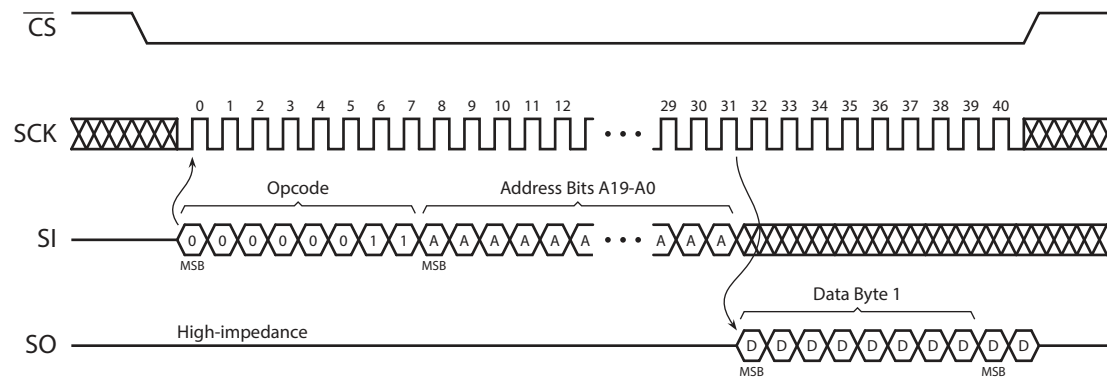 CS
0 1 2 3 4 5 6 7 8 9 10 11 12 29 30 31 32 33 34 35 36 37 38 39 40
SCK
Opcode Address Bits A19-A0
SI 0 0 0 0 0 0 1 1 A A A A A A A A A
MSB MSB
Data Byte 1
High-impedance
SO D D D D D D D D D D
MSB MSB